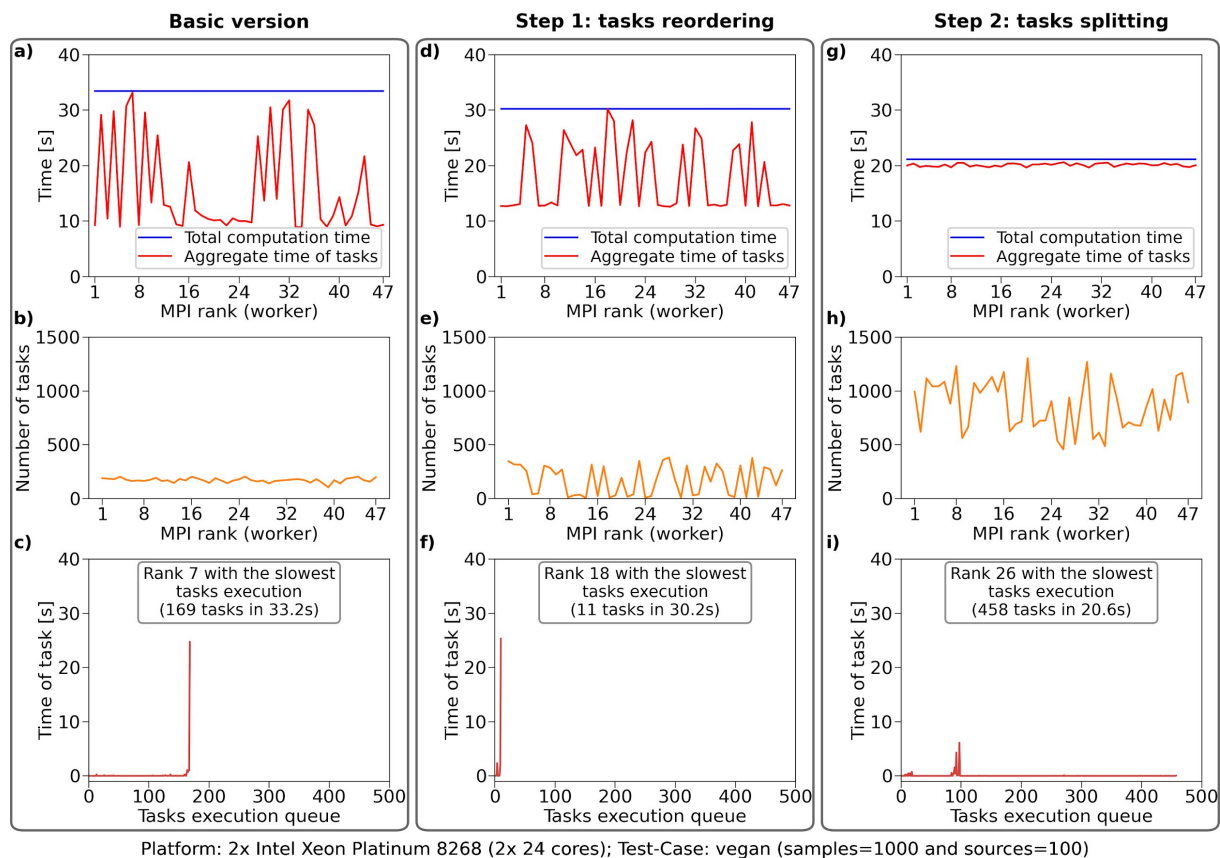 Basic version
a)
40
30
20
10
0
Time [s]
Total computation time
Aggregate time of tasks
1 8 16 24 32 40 47
MPI rank (worker)
b)
1500
1000
500
0
Number of tasks
1 8 16 24 32 40 47
MPI rank (worker)
c)
40
30
20
10
0
Time of task [s]
Rank 7 with the slowest
tasks execution
(169 tasks in 33.2s)
0 100 200 300 400 500
Tasks execution queue
Step 1: tasks reordering
d)
40
30
20
10
0
Time [s]
Total computation time
Aggregate time of tasks
1 8 16 24 32 40 47
MPI rank (worker)
e)
1500
1000
500
0
Number of tasks
1 8 16 24 32 40 47
MPI rank (worker)
f)
40
30
20
10
0
Time of task [s]
Rank 18 with the slowest
tasks execution
(11 tasks in 30.2s)
0 100 200 300 400 500
Tasks execution queue
Step 2: tasks splitting
g)
40
30
20
10
0
Time [s]
Total computation time
Aggregate time of tasks
1 8 16 24 32 40 47
MPI rank (worker)
h)
1500
1000
500
0
Number of tasks
1 8 16 24 32 40 47
MPI rank (worker)
i)
40
30
20
10
0
Time of task [s]
Rank 26 with the slowest
tasks execution
(458 tasks in 20.6s)
0 100 200 300 400 500
Tasks execution queue
Platform: 2x Intel Xeon Platinum 8268 (2x 24 cores); Test-Case: vegan (samples=1000 and sources=100)